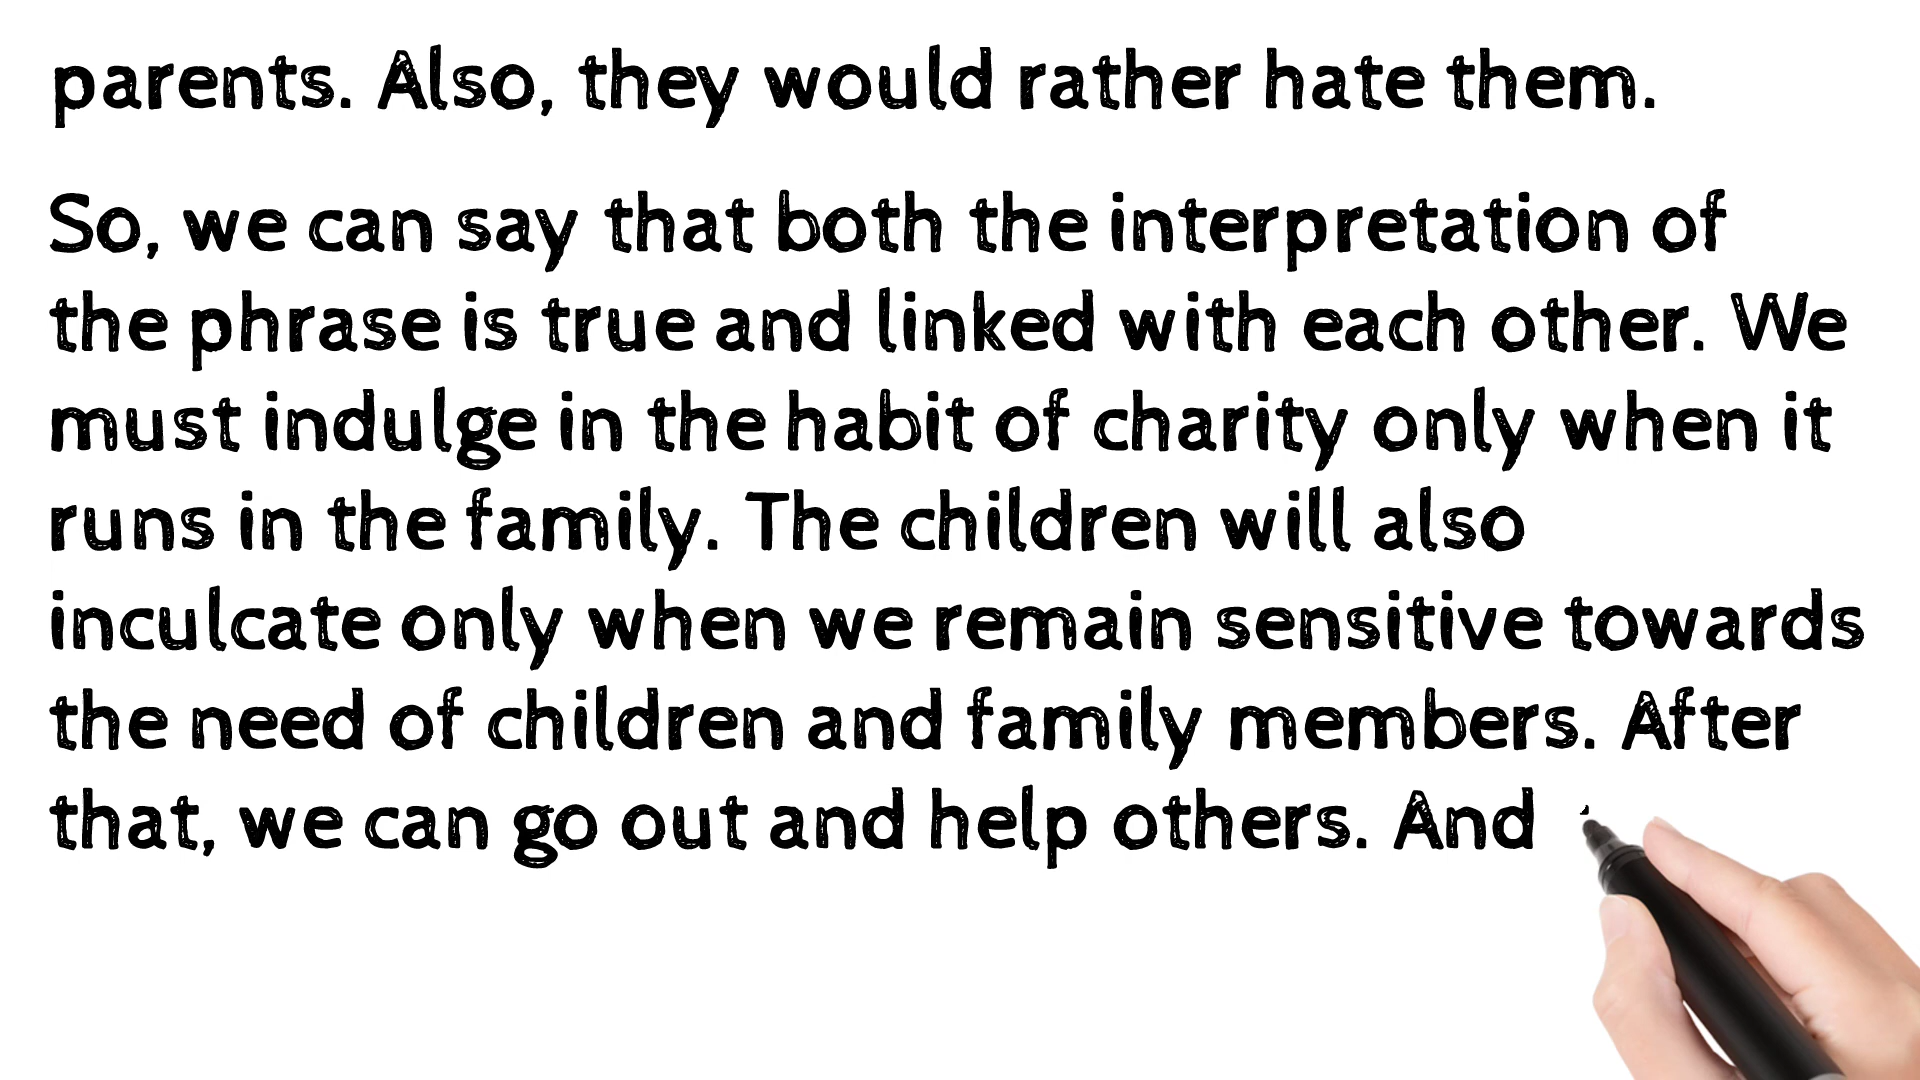 parents. Also, they would rather hate them.
So, we can say that both the interpretation of
the phrase is true and linked with each other. We
must indulge in the habit of charity only when it
runs in the family. The children will also
inculcate only when we remain sensitive towards
the need of children and family members. After
that, we can go out and help others. And